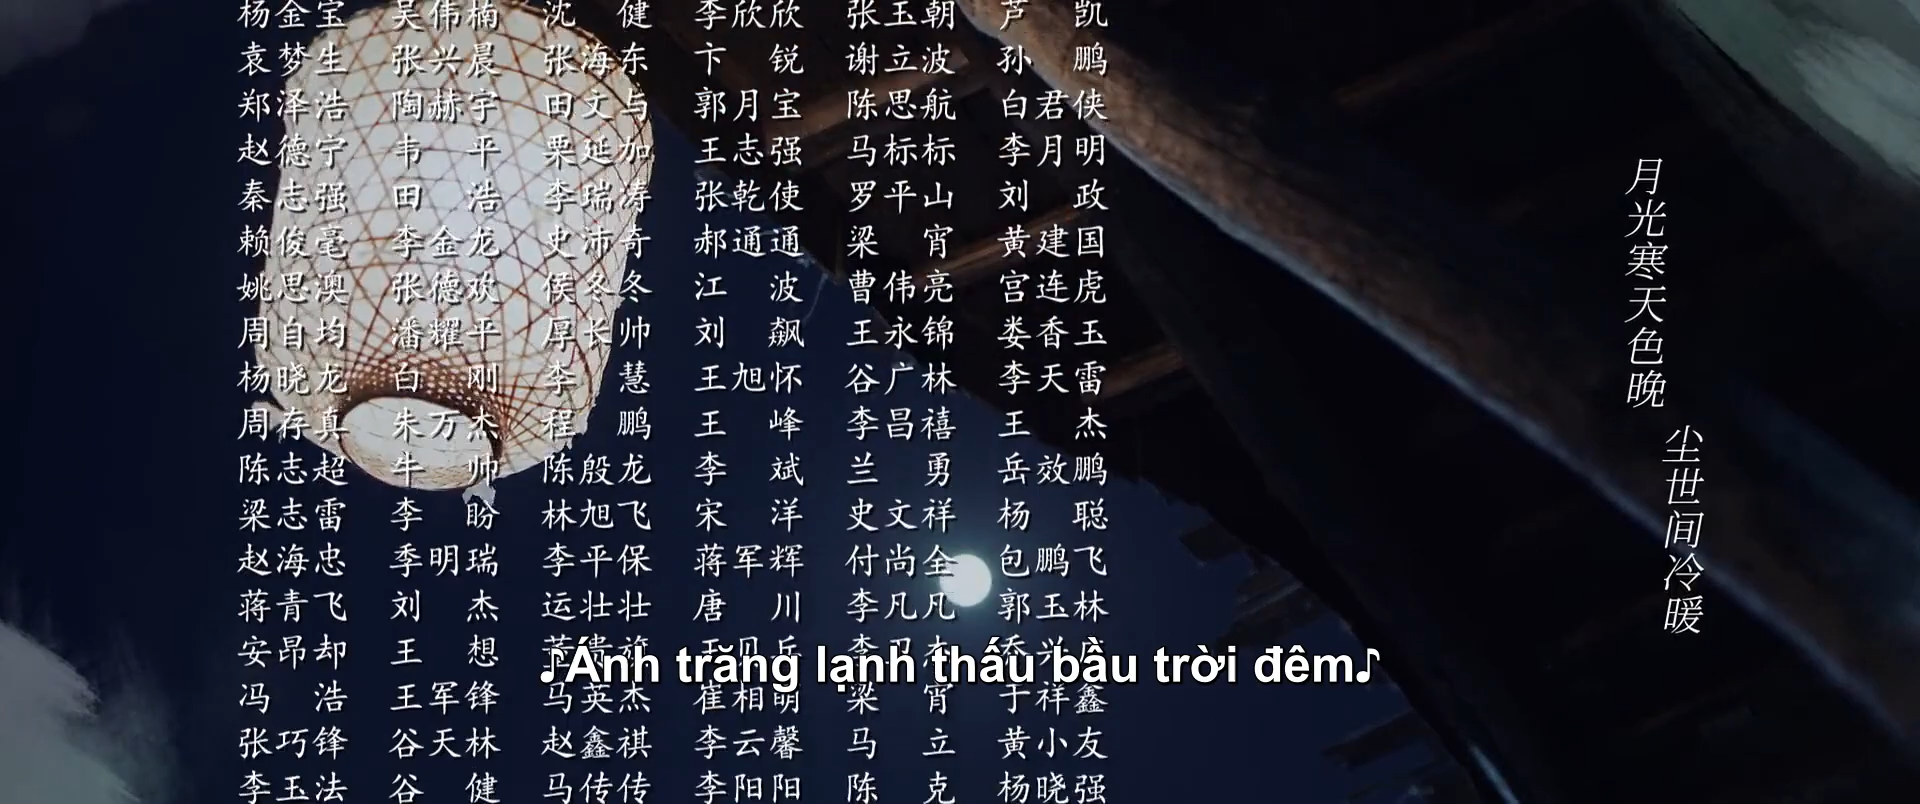 杨金宝 吴伟楠 沈健 李欣欣 张玉朝 芦凯
袁梦生 张兴晨 张海东 卞锐 谢立波 孙鹏
郑泽浩 陶赫宇 田文与 郭月宝 陈思航 白君侠
赵德宁 韦平 栗延加 王志强 马标标 李月明
秦志强 田浩 李瑞涛 张乾使 罗平山 刘政
赖俊毫 李金龙 史沛奇 郝通通 梁宵 黄建国
姚思澳 张德欢 侯冬冬 江波 曹伟亮 宫连虎
周自均 潘耀平 厚长帅 刘飙 王永锦 娄香玉
杨晓龙 白刚 李慧 王旭怀 谷广林 李天雷
周存真 朱万杰 程鹏 王峰 李昌禧 王杰
陈志超 牛帅 陈殷龙 李斌 兰勇 岳效鹏
梁志雷 李盼 林旭飞 宋洋 史文祥 杨聪
赵海忠 季明瑞 李平保 蒋军辉 付尚全 包鹏飞
蒋青飞 刘杰 运壮壮 唐川 李凡凡 郭玉林
安昂却 王想
冯浩 王军锋 马英杰 崔相萌 梁宵 于祥鑫
张巧锋 谷天林 赵鑫祺 李云馨 马立 黄小友
李玉法 谷健 马传传 李阳阳 陈克 杨晓强
月光寒天色晚
尘世间冷暖
♪Ánh trăng lạnh thấu bầu trời đêm♪